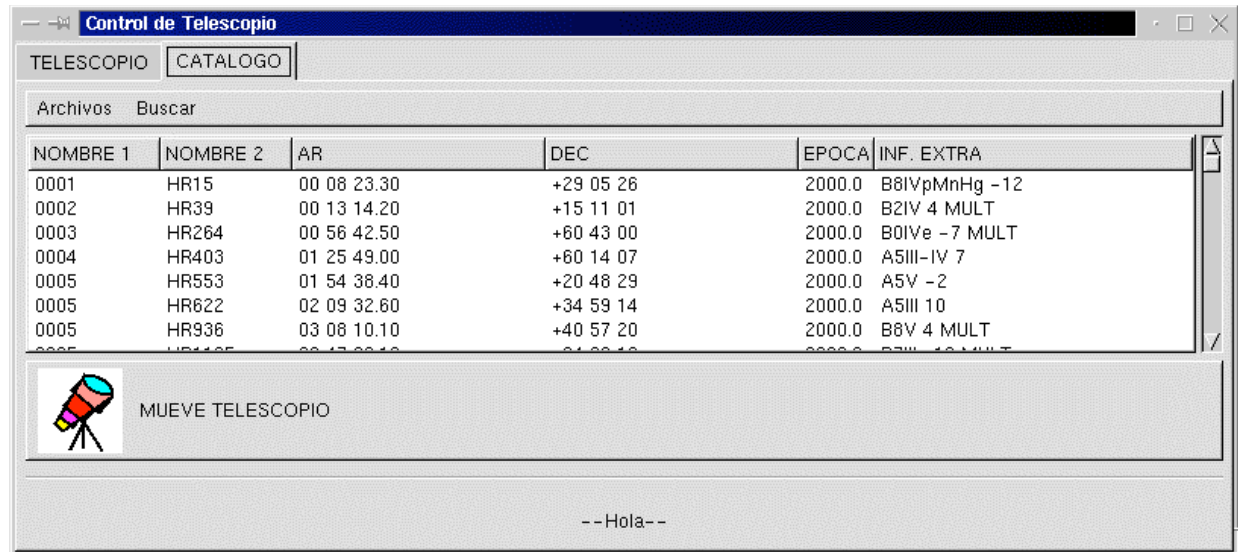 Control de Telescopio
TELESCOPIO CATALOGO
Archivos Buscar
NOMBRE 1 NOMBRE 2 AR DEC EPOCA INF. EXTRA
0001 HR15 00 08 23.30 +29 05 26 2000.0 B8IVpMnHg -12
0002 HR39 00 13 14.20 +15 11 01 2000.0 B2IV 4 MULT
0003 HR264 00 56 42.50 +60 43 00 2000.0 B0IVe -7 MULT
0004 HR403 01 25 49.00 +60 14 07 2000.0 A5III-IV 7
0005 HR553 01 54 38.40 +20 48 29 2000.0 A5V -2
0005 HR622 02 09 32.60 +34 59 14 2000.0 A5III 10
0005 HR936 03 08 10.10 +40 57 20 2000.0 B8V 4 MULT
MUEVE TELESCOPIO
--Hola--